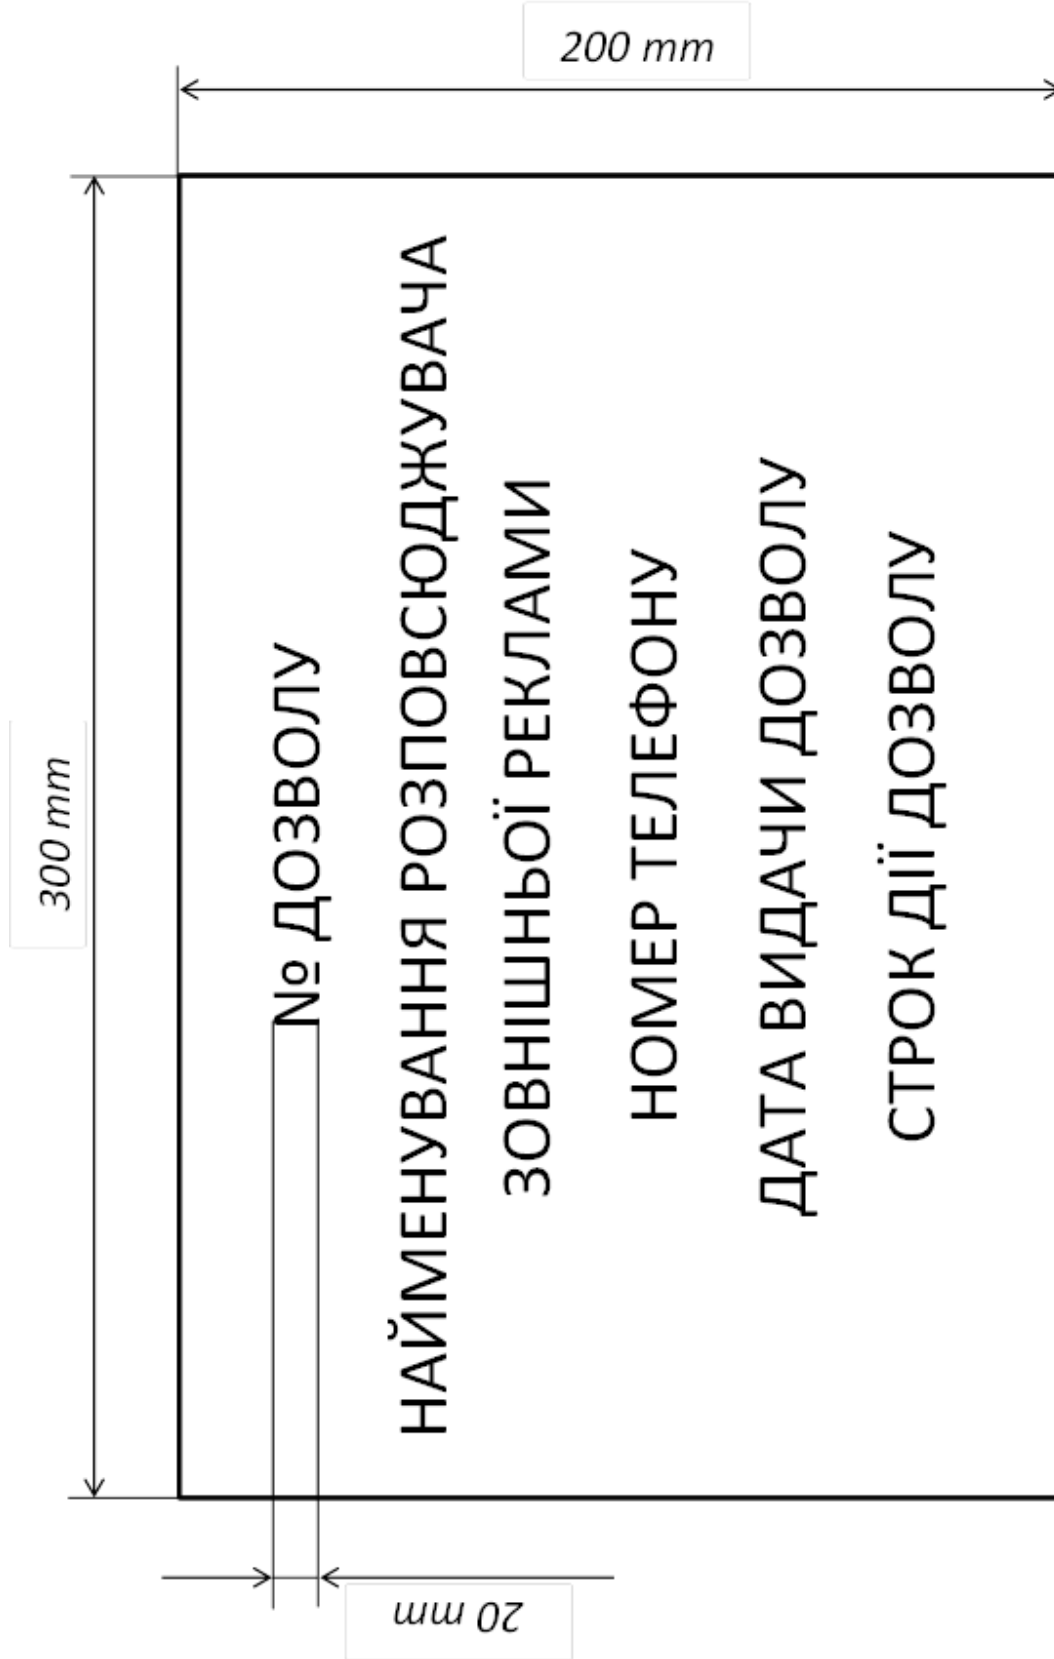 200 mm
300 mm
№ ДОЗВОЛУ
НАЙМЕНУВАННЯ РОЗПОВСЮДЖУВАЧА
ЗОВНІШНЬОЇ РЕКЛАМИ
НОМЕР ТЕЛЕФОНУ
ДАТА ВИДАЧИ ДОЗВОЛУ
СТРОК ДІЇ ДОЗВОЛУ
20 mm